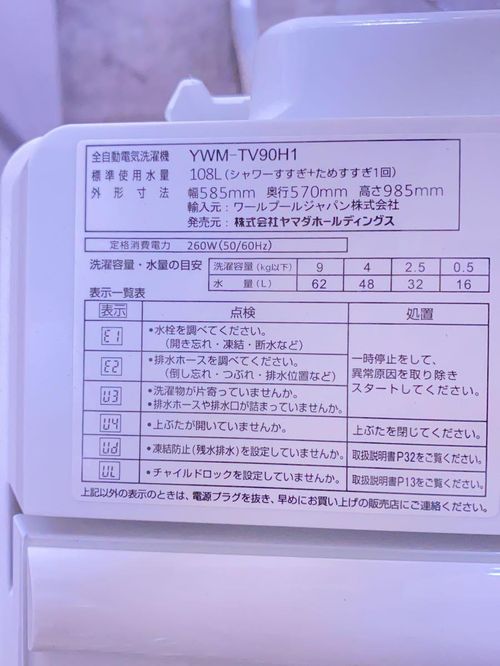 全自動電気洗濯機 YWM-TV90H1
標準使用水量 108L(シャワーすすぎ+ためすすぎ1回)
外形寸法 幅585mm 奥行570mm 高さ985mm
輸入元：ワールプールジャパン株式会社
発売元：株式会社ヤマダホールディングス
定格消費電力 260W(50/60Hz)
洗濯容量・水量の目安 洗濯容量(kg以下) 9 4 2.5 0.5
水量(L) 62 48 32 16
表示一覧表
表示 点検 処置
E1 •水栓を調べてください。
(開き忘れ・凍結・断水など)
E2 •排水ホースを調べてください。
(倒し忘れ・つぶれ・排水位置など)
U3 •洗濯物が片寄っていませんか。
•排水ホースや排水口が詰まっていませんか。
一時停止をして、
異常原因を取り除き
スタートしてください。
U4 •上ぶたが開いていませんか。 上ぶたを閉じてください。
Ud •凍結防止(残水排水)を設定していませんか。 取扱説明書P32をご覧ください。
UL •チャイルドロックを設定していませんか。 取扱説明書P13をご覧ください。
上記以外の表示のときは、電源プラグを抜き、早めにお買い上げの販売店にご連絡ください。